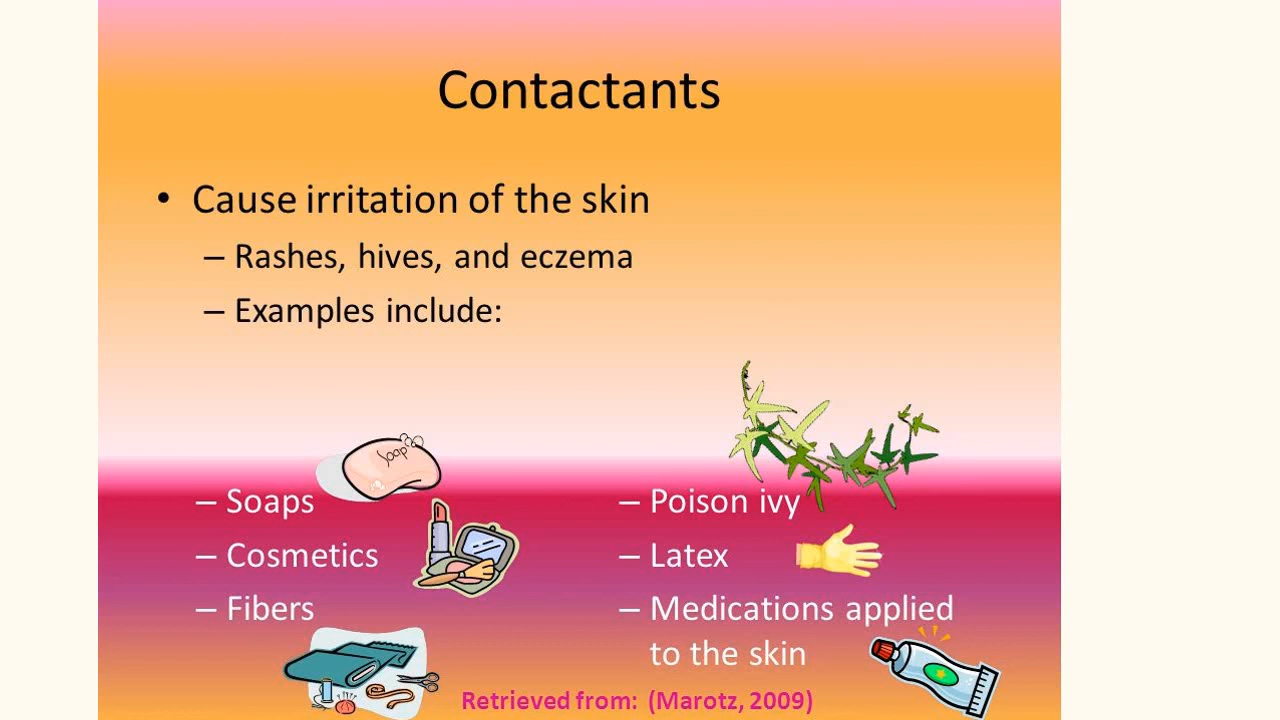 Contactants
• Cause irritation of the skin
– Rashes, hives, and eczema
– Examples include:
Soap
– Soaps
– Cosmetics
– Fibers
– Poison ivy
– Latex
– Medications applied
to the skin
Retrieved from: (Marotz, 2009)